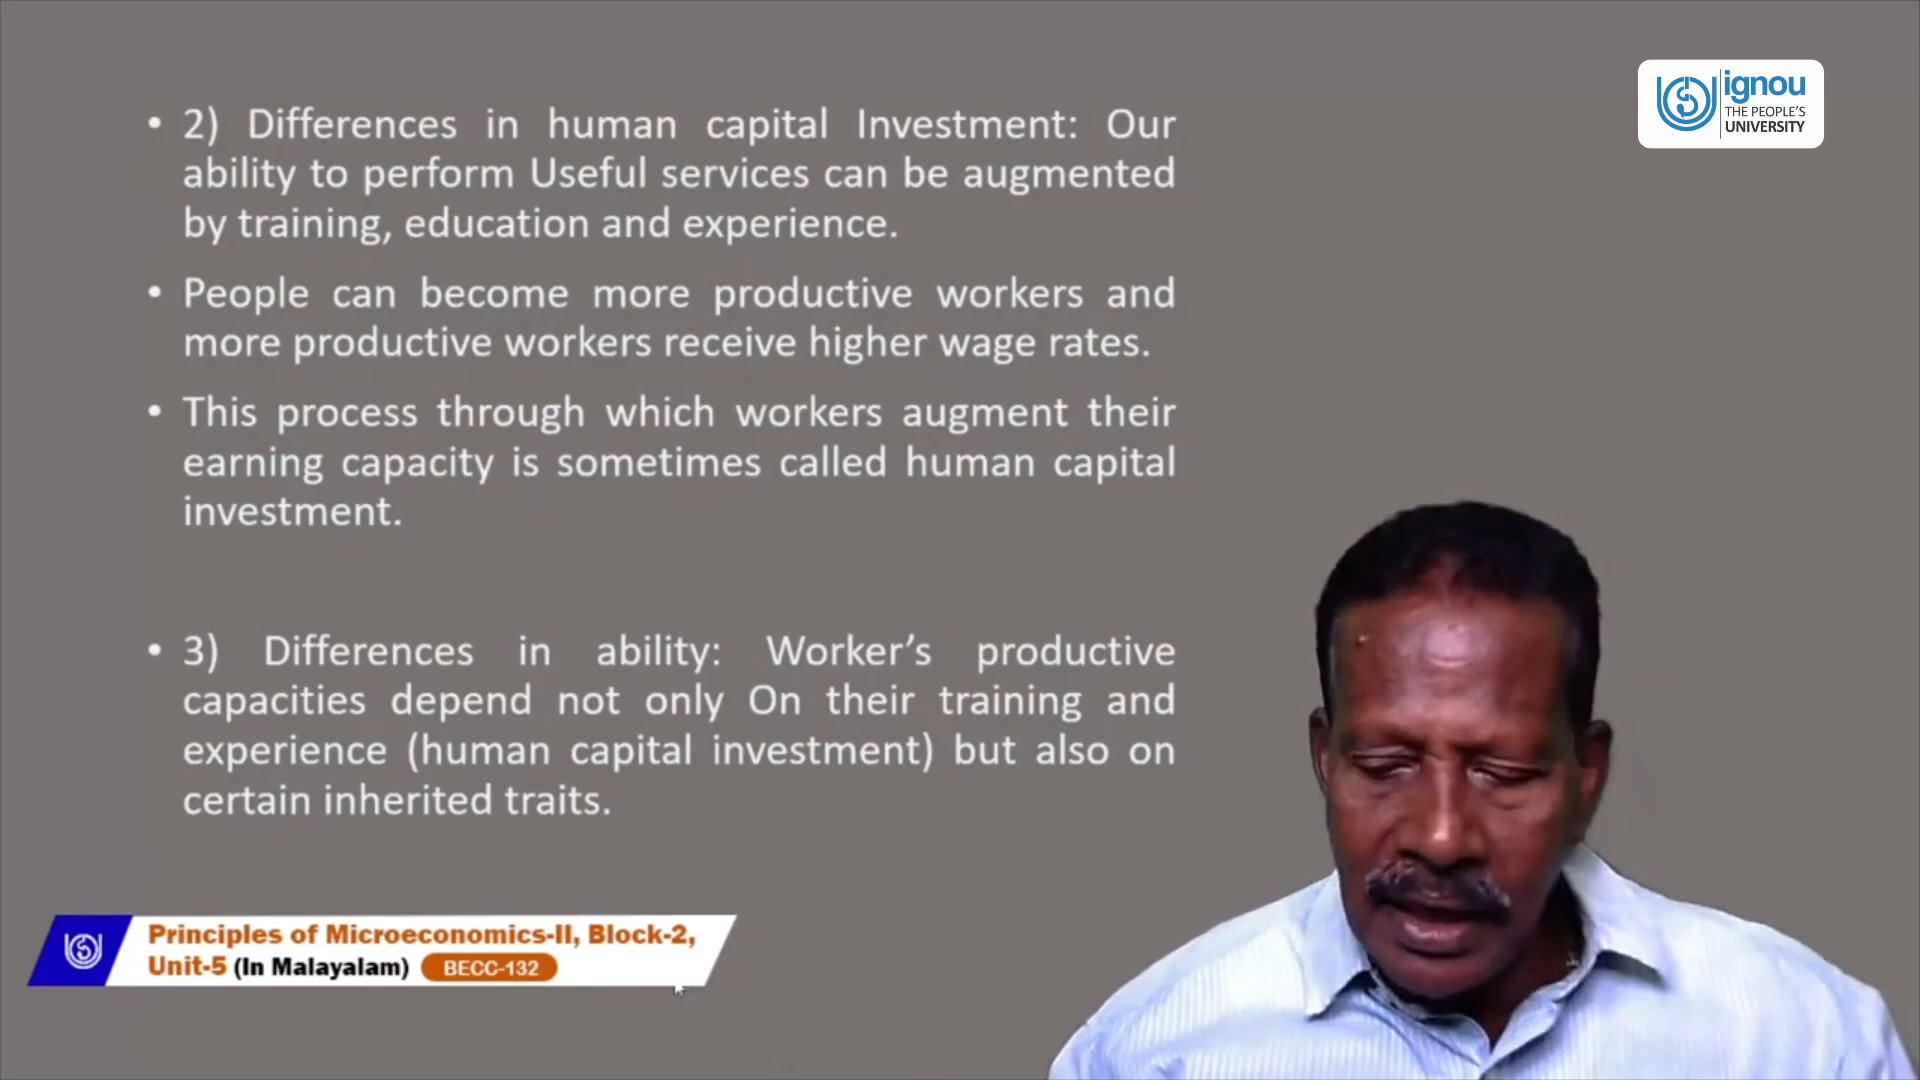 • 2) Differences in human capital Investment: Our
ability to perform Useful services can be augmented
by training, education and experience.
• People can become more productive workers and
more productive workers receive higher wage rates.
• This process through which workers augment their
earning capacity is sometimes called human capital
investment.
• 3) Differences in ability: Worker’s productive
capacities depend not only On their training and
experience (human capital investment) but also on
certain inherited traits.
ignou
THE PEOPLE'S
UNIVERSITY
Principles of Microeconomics-II, Block-2,
Unit-5 (In Malayalam) BECC-132